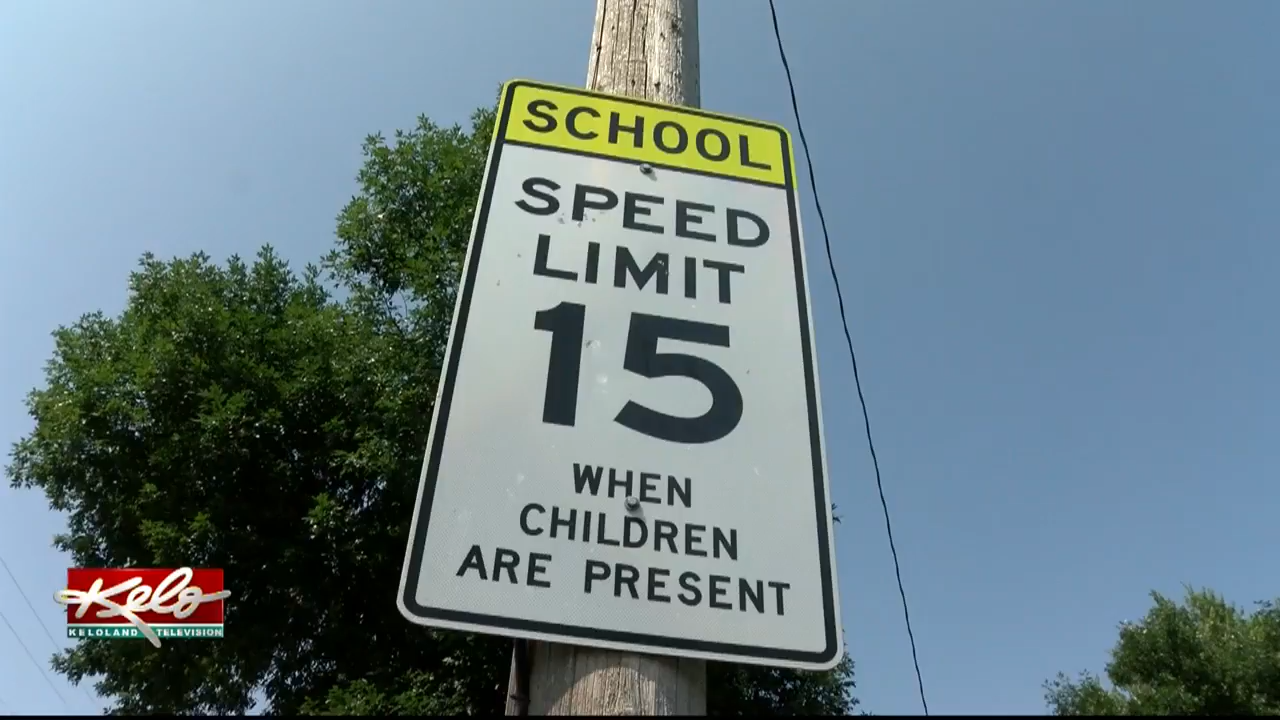 SCHOOL
SPEED
LIMIT
15
WHEN
CHILDREN
ARE PRESENT
Kelo
KELOLAND TELEVISION